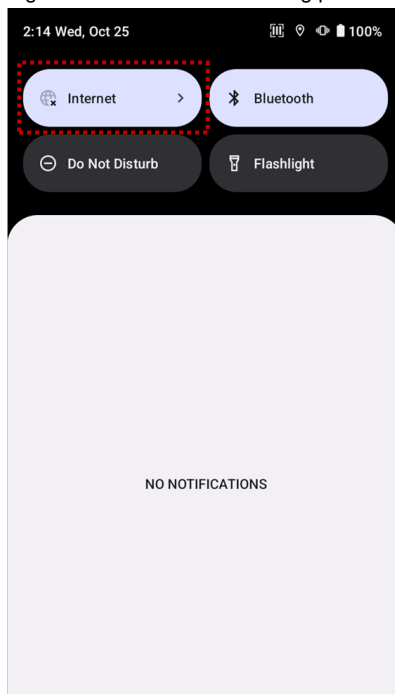 2:14 Wed, Oct 25 100%
Internet Bluetooth
Do Not Disturb Flashlight
NO NOTIFICATIONS